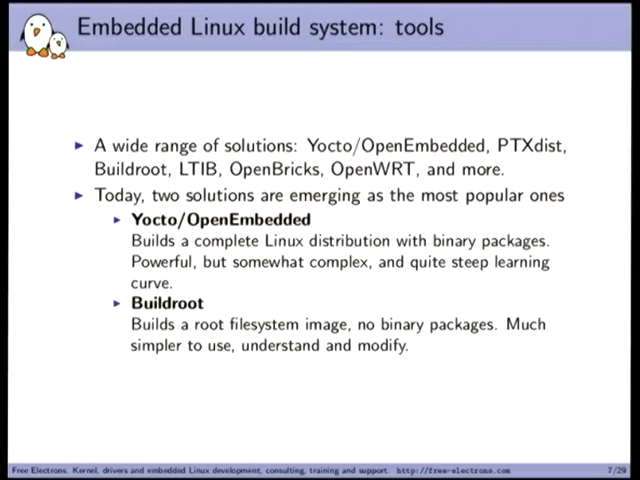 Embedded Linux build system: tools
▶ A wide range of solutions: Yocto/OpenEmbedded, PTXdist,
Buildroot, LTIB, OpenBricks, OpenWRT, and more.
▶ Today, two solutions are emerging as the most popular ones
▶ Yocto/OpenEmbedded
Builds a complete Linux distribution with binary packages.
Powerful, but somewhat complex, and quite steep learning
curve.
▶ Buildroot
Builds a root filesystem image, no binary packages. Much
simpler to use, understand and modify.
Free Electrons. Kernel, drivers and embedded Linux development, consulting, training and support. http://free-electrons.com 7/29